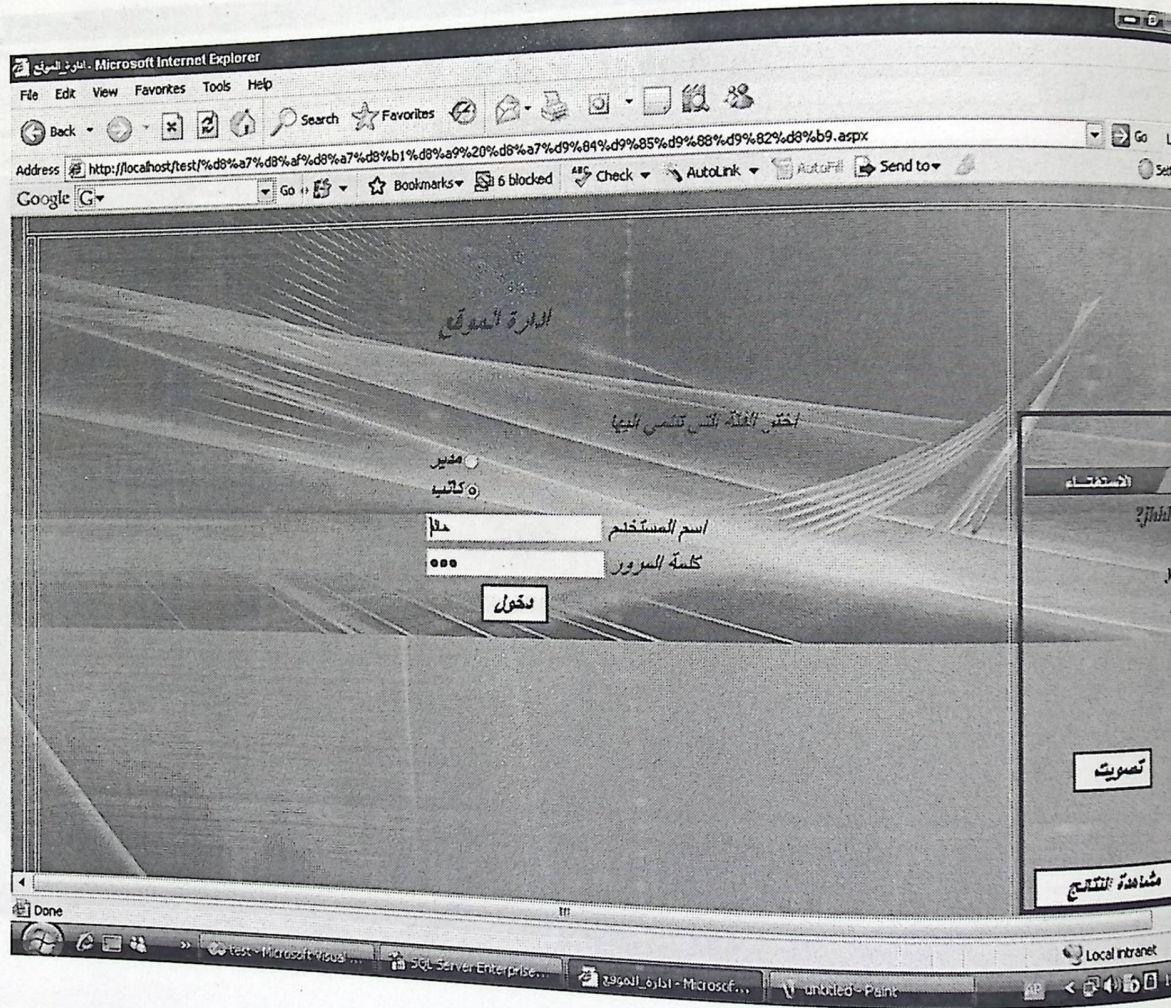 ادارة_الموقع - Microsoft Internet Explorer
File Edit View Favorites Tools Help
Back Search Favorites
Address http://localhost/test/%d8%a7%d8%af%d8%a7%d8%b1%d8%a9%20%d8%a7%d9%84%d9%85%d9%88%d9%82%d8%b9.aspx Go
Google G Go Bookmarks 6 blocked ABC Check AutoLink AutoFill Send to
ادارة الموقع
اختر الفئة التي تنتمي اليها
مدير
كاتب
اسم المستخدم
كلمة المرور
دخول
الاستفتاء
تصويت
مشاهدة النتائج
Done
Local intranet
test - Microsoft Visual ...
SQL Server Enterprise...
ادارة_الموقع - Microsof...
untitled - Paint